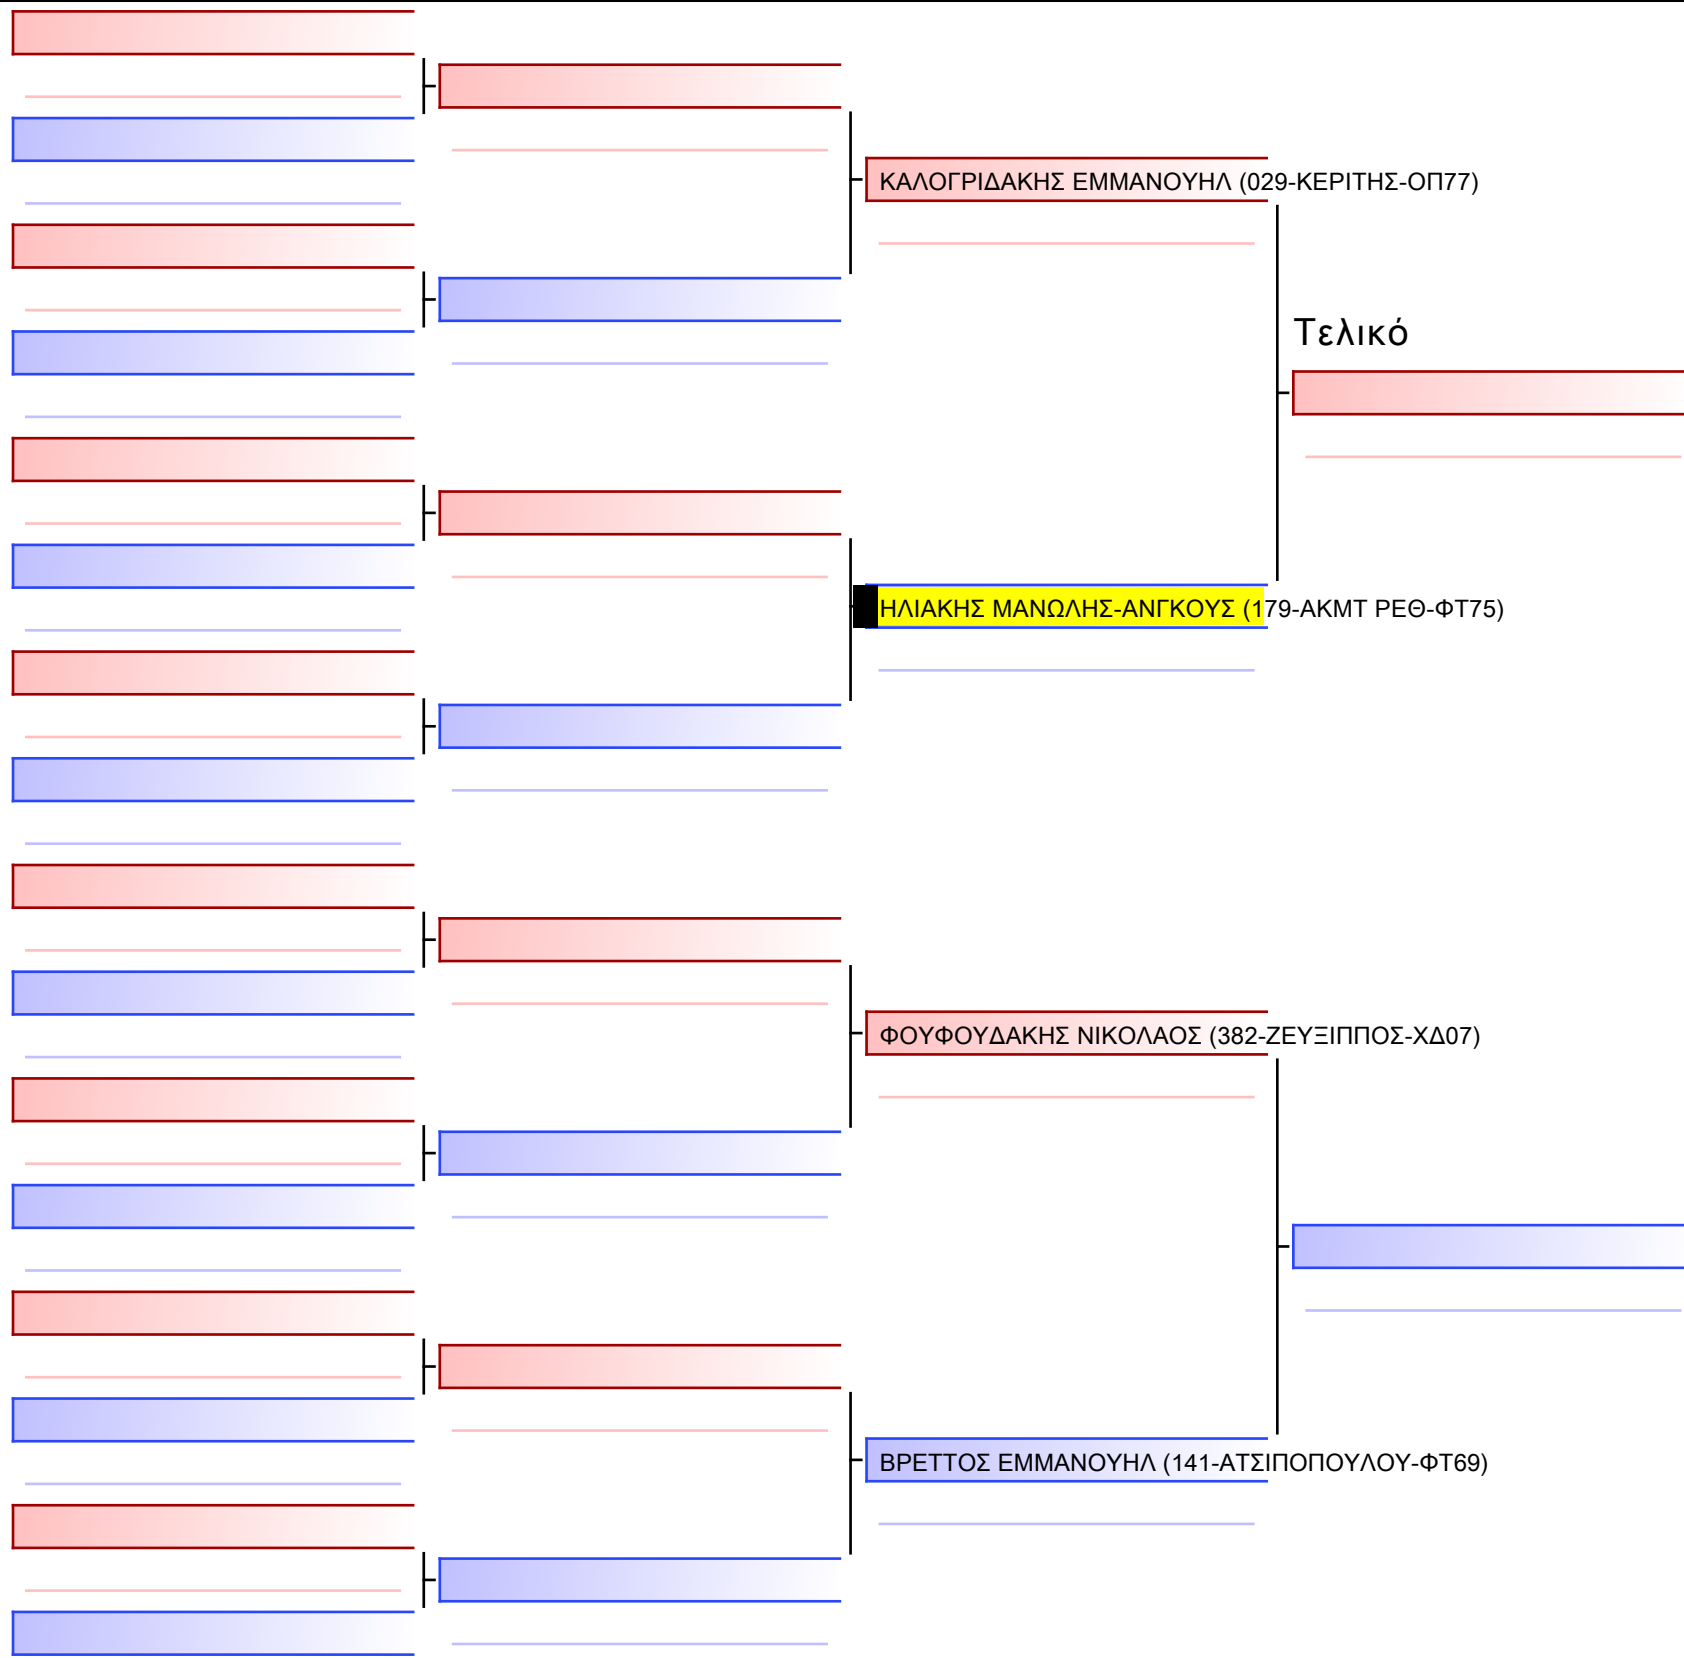 ΚΑΛΟΓΡΙΔΑΚΗΣ ΕΜΜΑΝΟΥΗΛ (029-ΚΕΡΙΤΗΣ-ΟΠ77)
Τελικό
ΗΛΙΑΚΗΣ ΜΑΝΩΛΗΣ-ΑΝΓΚΟΥΣ (179-ΑΚΜΤ ΡΕΘ-ΦΤ75)
ΦΟΥΦΟΥΔΑΚΗΣ ΝΙΚΟΛΑΟΣ (382-ΖΕΥΞΙΠΠΟΣ-ΧΔ07)
ΒΡΕΤΤΟΣ ΕΜΜΑΝΟΥΗΛ (141-ΑΤΣΙΠΟΠΟΥΛΟΥ-ΦΤ69)